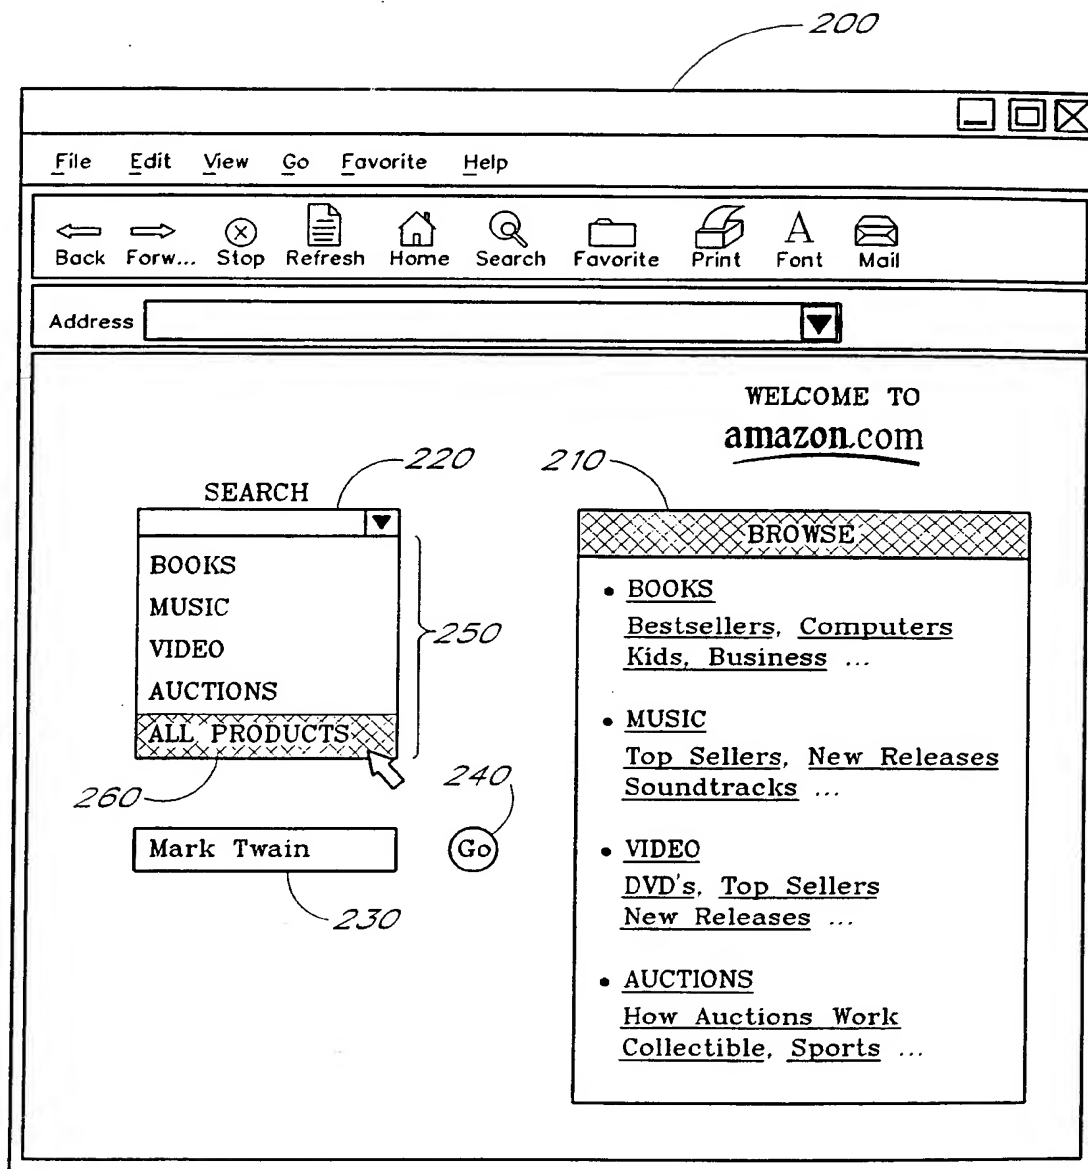 200
File Edit View Go Favorite Help
Back Forw... Stop Refresh Home Search Favorite Print Font Mail
Address
WELCOME TO
amazon.com
220
210
SEARCH
BROWSE
BOOKS
MUSIC
VIDEO
AUCTIONS
ALL PRODUCTS
250
260
240
Mark Twain
Go
230
• BOOKS
Bestsellers, Computers
Kids, Business ...
• MUSIC
Top Sellers, New Releases
Soundtracks ...
• VIDEO
DVD's, Top Sellers
New Releases ...
• AUCTIONS
How Auctions Work
Collectible, Sports ...